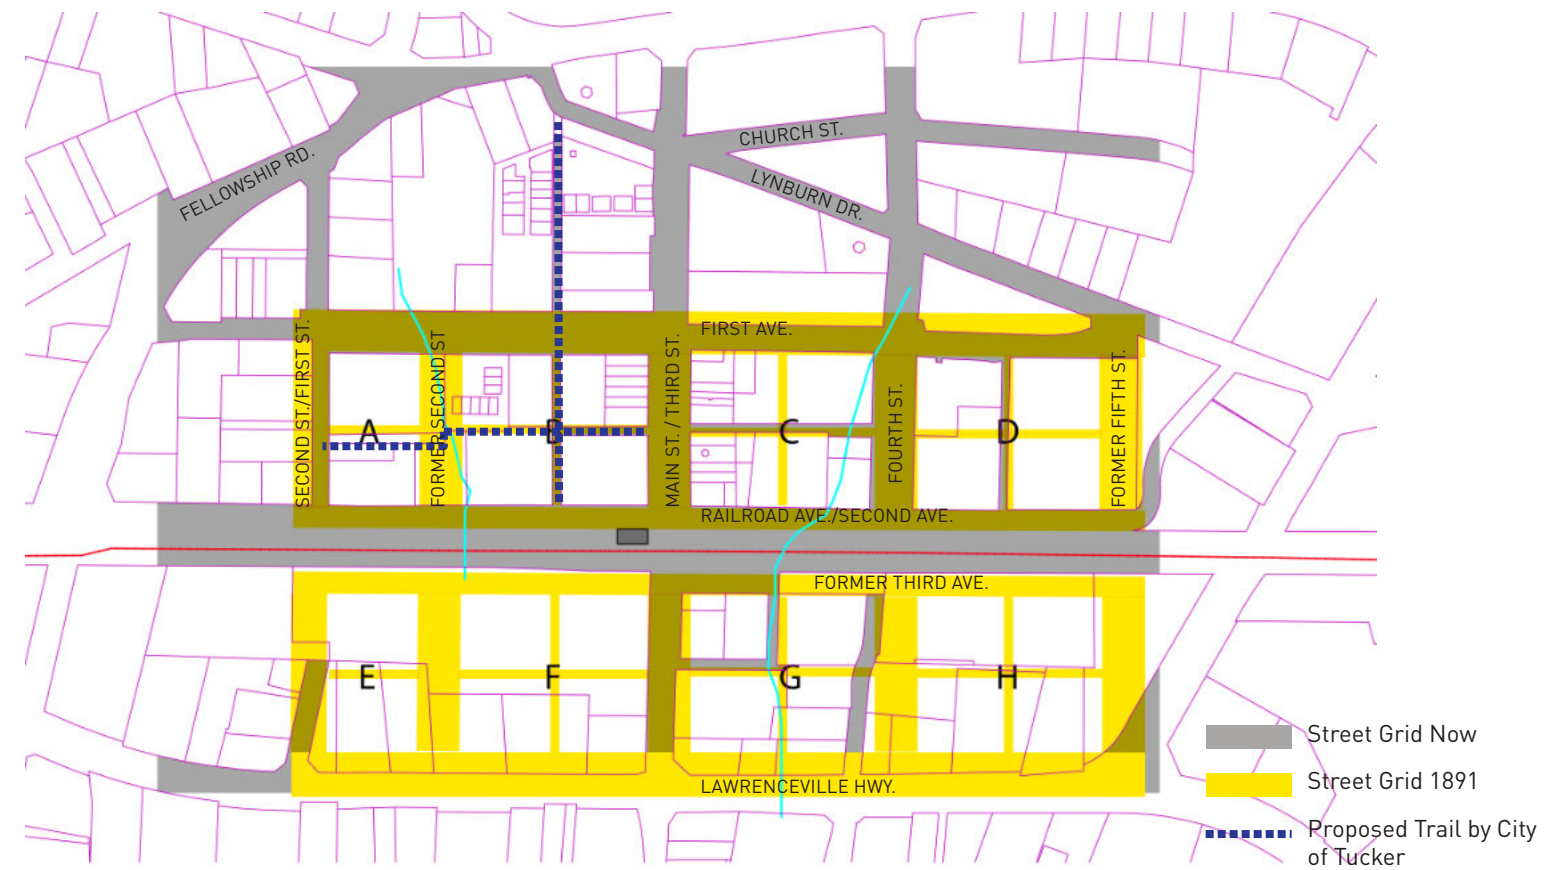 CHURCH ST.
FELLOWSHIP RD.
LYNBURN DR.
FIRST AVE.
SECOND ST./FIRST ST.
FORMER SECOND ST
MAIN ST. / THIRD ST.
FOURTH ST.
FORMER FIFTH ST.
A
B
C
D
RAILROAD AVE./SECOND AVE.
FORMER THIRD AVE.
E
F
G
H
LAWRENCEVILLE HWY.
Street Grid Now
Street Grid 1891
Proposed Trail by City
of Tucker